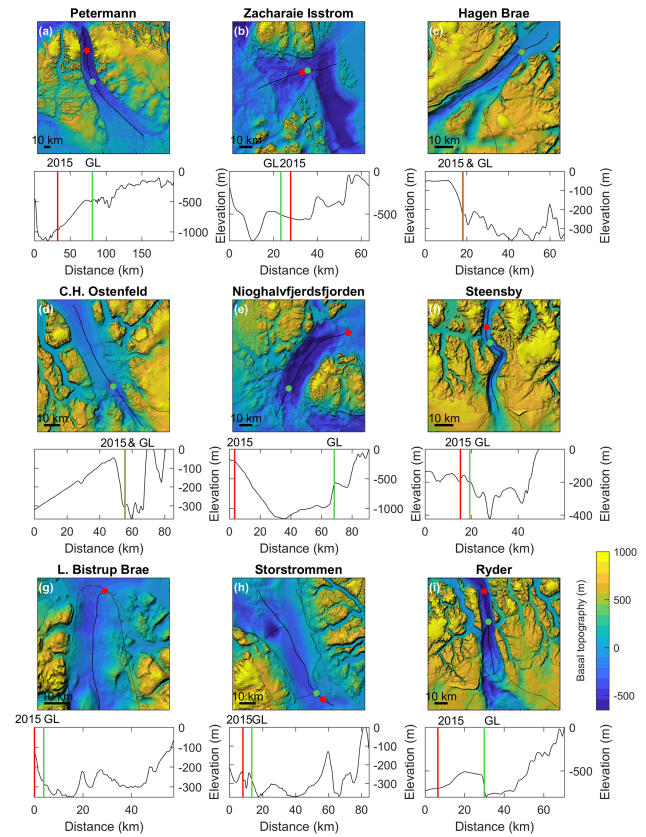 Petermann Zacharaie Isstrom Hagen Brae
(a) (b) (c)
10 km 10 km 10 km
2015 GL GL 2015 2015 & GL
0 -500 -1000 Elevation (m)
0 -500 Elevation (m)
0 -100 -200 -300 Elevation (m)
0 50 100 150 0 20 40 60 0 20 40 60
Distance (km) Distance (km) Distance (km)
C.H. Ostenfeld Nioghalvfjerdsfjorden Steensby
(d) (e) (f)
10 km 10 km 10 km
2015 & GL 2015 GL 2015 GL
0 -100 -200 -300 Elevation (m)
0 -500 -1000 Elevation (m)
0 -200 -400 Elevation (m)
0 20 40 60 80 0 20 40 60 80 0 20 40
Distance (km) Distance (km) Distance (km)
L. Bistrup Brae Storstrommen Ryder
(g) (h) (i)
10 km 10 km 10 km
1000 500 0 -500 Basal topography (m)
2015 GL 2015 GL 2015 GL
0 -100 -200 -300 Elevation (m)
0 -100 -200 -300 Elevation (m)
0 -500 Elevation (m)
0 20 40 0 20 40 60 80 0 20 40 60
Distance (km) Distance (km) Distance (km)